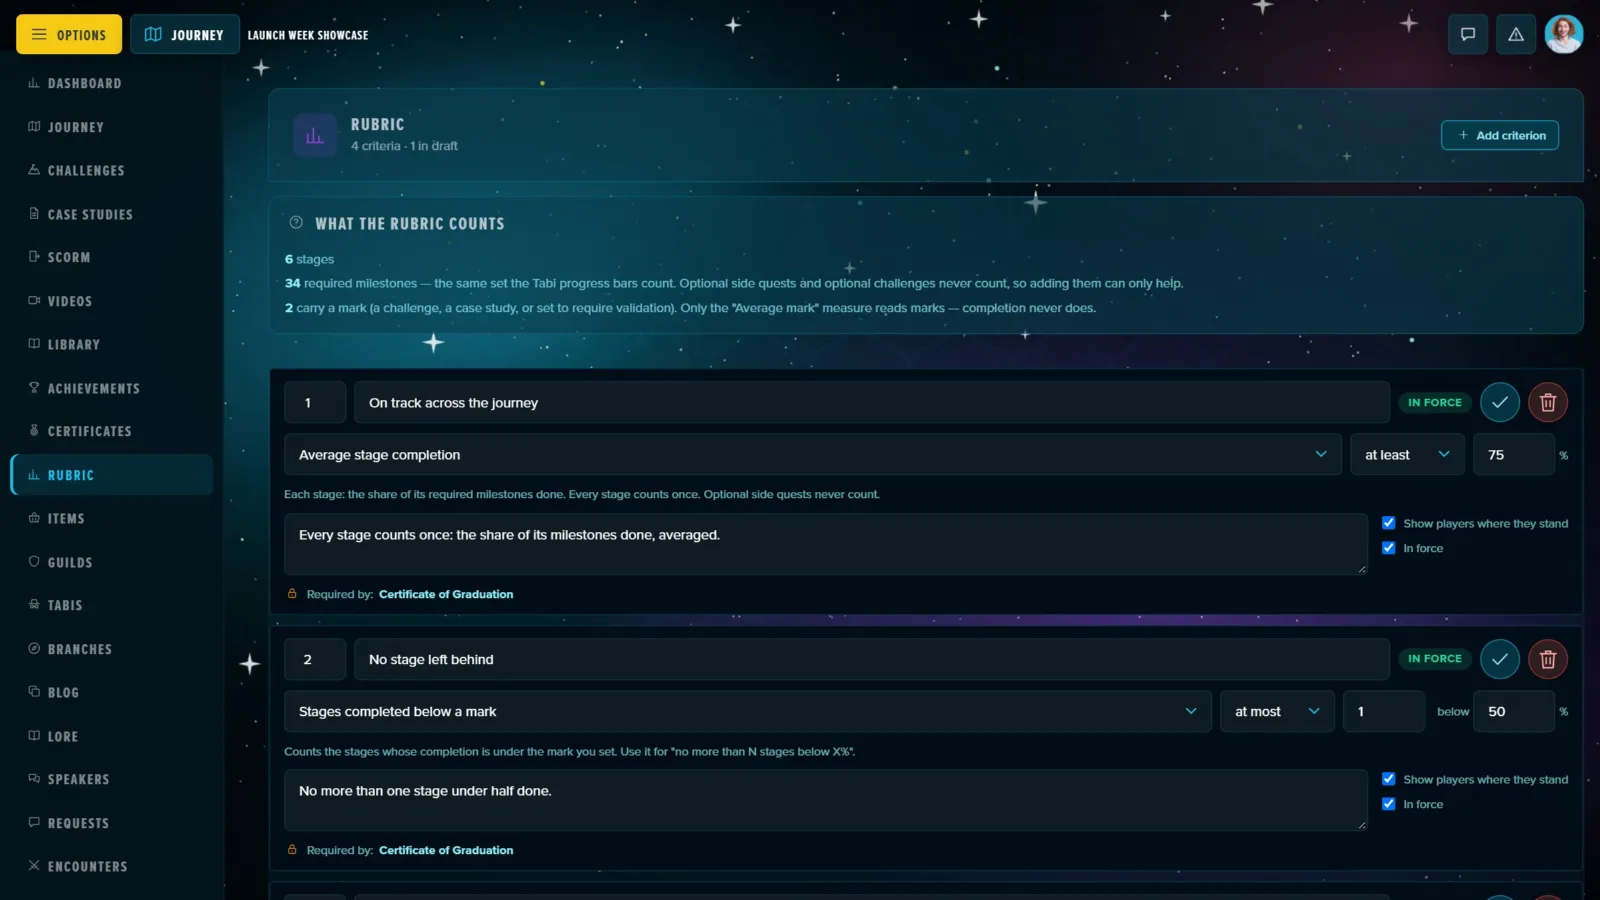 OPTIONS
JOURNEY
LAUNCH WEEK SHOWCASE
DASHBOARD
JOURNEY
CHALLENGES
CASE STUDIES
SCORM
VIDEOS
LIBRARY
ACHIEVEMENTS
CERTIFICATES
RUBRIC
ITEMS
GUILDS
TABIS
BRANCHES
BLOG
LORE
SPEAKERS
REQUESTS
ENCOUNTERS
RUBRIC
4 criteria · 1 in draft
+ Add criterion
WHAT THE RUBRIC COUNTS
6 stages
34 required milestones — the same set the Tabi progress bars count. Optional side quests and optional challenges never count, so adding them can only help.
2 carry a mark (a challenge, a case study, or set to require validation). Only the "Average mark" measure reads marks — completion never does.
1 On track across the journey IN FORCE
Average stage completion at least 75 %
Each stage: the share of its required milestones done. Every stage counts once. Optional side quests never count.
Every stage counts once: the share of its milestones done, averaged.
Show players where they stand
In force
Required by: Certificate of Graduation
2 No stage left behind IN FORCE
Stages completed below a mark at most 1 below 50 %
Counts the stages whose completion is under the mark you set. Use it for "no more than N stages below X%".
No more than one stage under half done.
Show players where they stand
In force
Required by: Certificate of Graduation